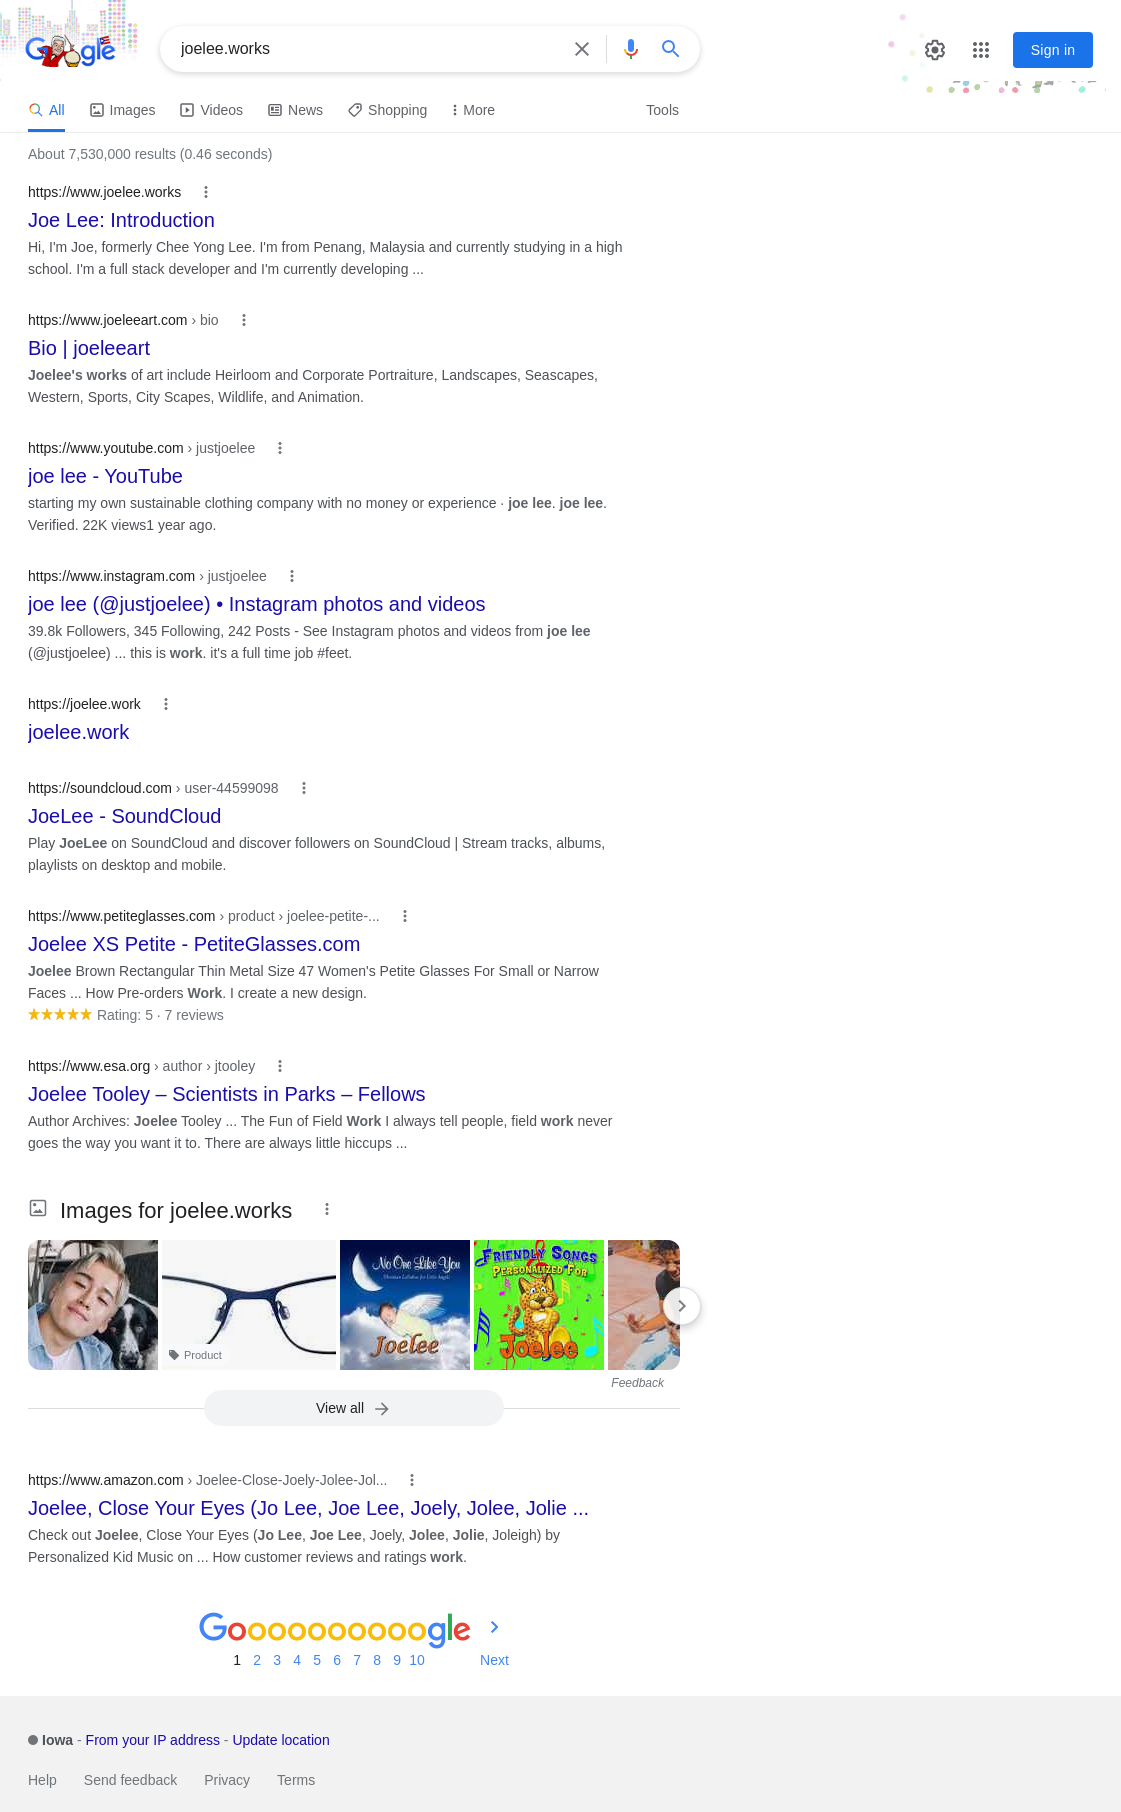 Google
joelee.works
Sign in
All
Images
Videos
News
Shopping
More
Tools
About 7,530,000 results (0.46 seconds)
https://www.joelee.works
Joe Lee: Introduction
Hi, I'm Joe, formerly Chee Yong Lee. I'm from Penang, Malaysia and currently studying in a high
school. I'm a full stack developer and I'm currently developing ...
https://www.joeleeart.com › bio
Bio | joeleeart
Joelee's works of art include Heirloom and Corporate Portraiture, Landscapes, Seascapes,
Western, Sports, City Scapes, Wildlife, and Animation.
https://www.youtube.com › justjoelee
joe lee - YouTube
starting my own sustainable clothing company with no money or experience · joe lee. joe lee.
Verified. 22K views1 year ago.
https://www.instagram.com › justjoelee
joe lee (@justjoelee) • Instagram photos and videos
39.8k Followers, 345 Following, 242 Posts - See Instagram photos and videos from joe lee
(@justjoelee) ... this is work. it's a full time job #feet.
https://joelee.work
joelee.work
https://soundcloud.com › user-44599098
JoeLee - SoundCloud
Play JoeLee on SoundCloud and discover followers on SoundCloud | Stream tracks, albums,
playlists on desktop and mobile.
https://www.petiteglasses.com › product › joelee-petite-...
Joelee XS Petite - PetiteGlasses.com
Joelee Brown Rectangular Thin Metal Size 47 Women's Petite Glasses For Small or Narrow
Faces ... How Pre-orders Work. I create a new design.
Rating: 5 · 7 reviews
https://www.esa.org › author › jtooley
Joelee Tooley – Scientists in Parks – Fellows
Author Archives: Joelee Tooley ... The Fun of Field Work I always tell people, field work never
goes the way you want it to. There are always little hiccups ...
Images for joelee.works
Product
No One Like You
Christian Lullabies for Little Angels
Joelee
FRIENDLY SONGS
PERSONALIZED FOR
Joelee
Feedback
View all
https://www.amazon.com › Joelee-Close-Joely-Jolee-Jol...
Joelee, Close Your Eyes (Jo Lee, Joe Lee, Joely, Jolee, Jolie ...
Check out Joelee, Close Your Eyes (Jo Lee, Joe Lee, Joely, Jolee, Jolie, Joleigh) by
Personalized Kid Music on ... How customer reviews and ratings work.
Goooooooooogle
1 2 3 4 5 6 7 8 9 10 Next
Iowa - From your IP address - Update location
Help Send feedback Privacy Terms